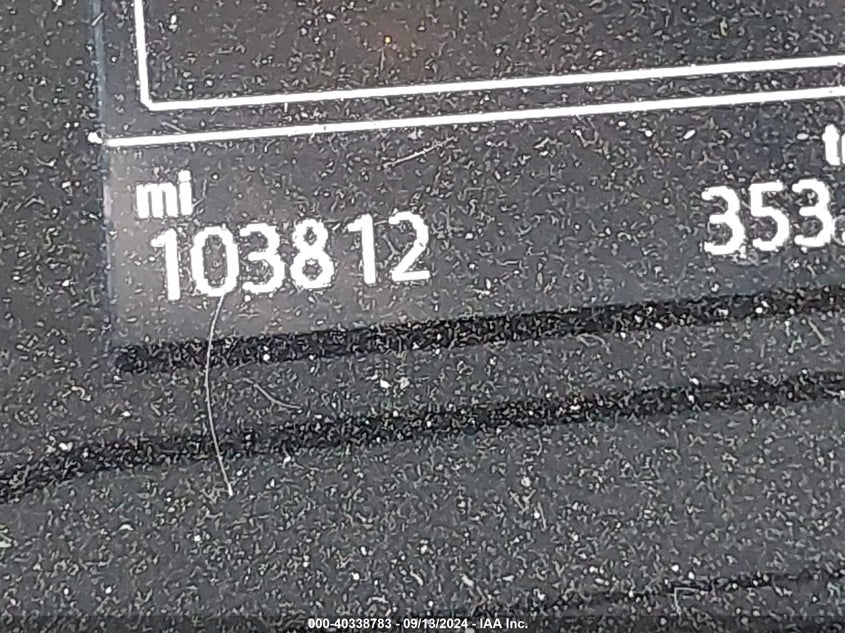 mi
103812
353.
000-40338783 - 09/13/2024 - IAA Inc.